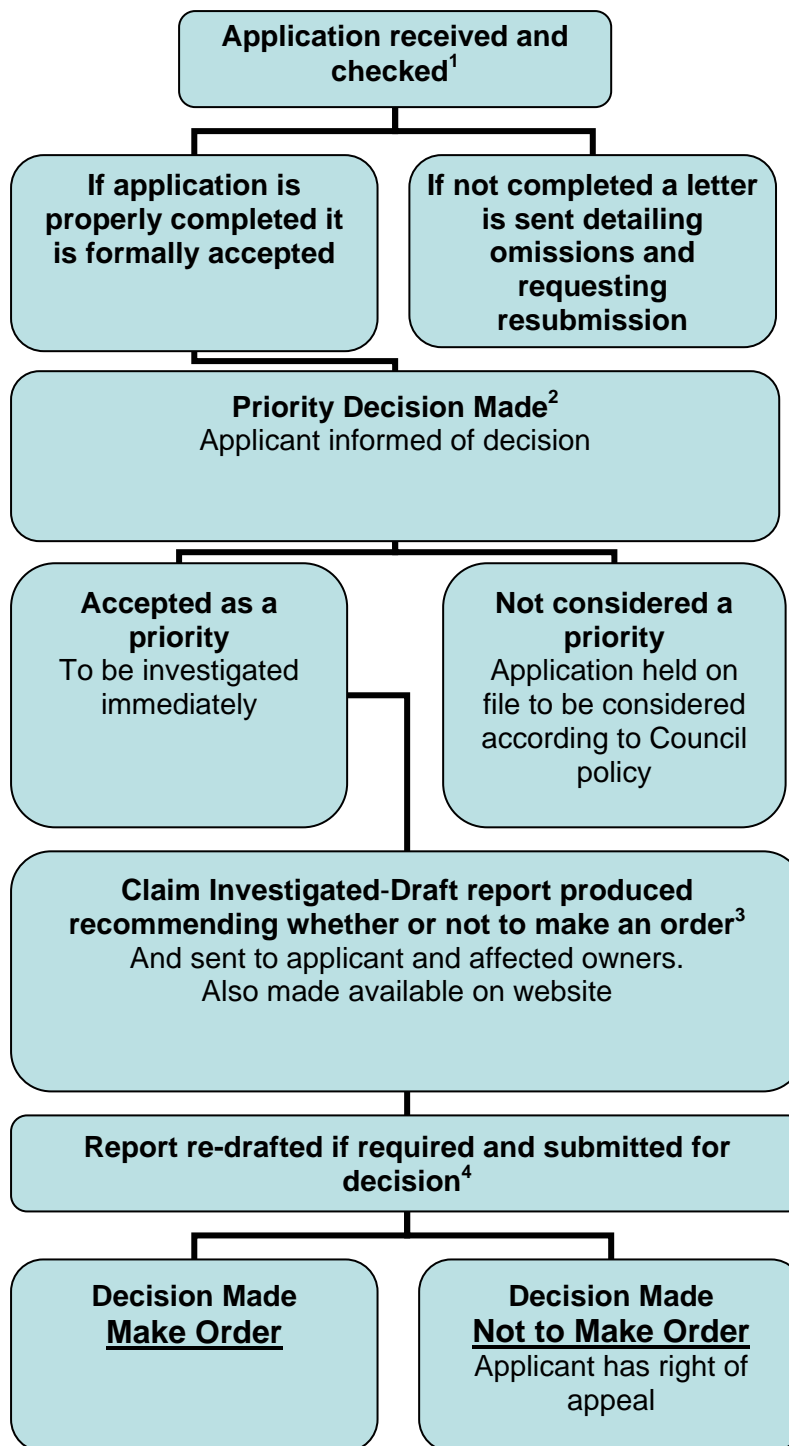 Application received and
checked1
If application is
properly completed it
is formally accepted
If not completed a letter
is sent detailing
omissions and
requesting
resubmission
Priority Decision Made2
Applicant informed of decision
Accepted as a
priority
To be investigated
immediately
Not considered a
priority
Application held on
file to be considered
according to Council
policy
Claim Investigated-Draft report produced
recommending whether or not to make an order3
And sent to applicant and affected owners.
Also made available on website
Report re-drafted if required and submitted for
decision4
Decision Made
Make Order
Decision Made
Not to Make Order
Applicant has right of
appeal